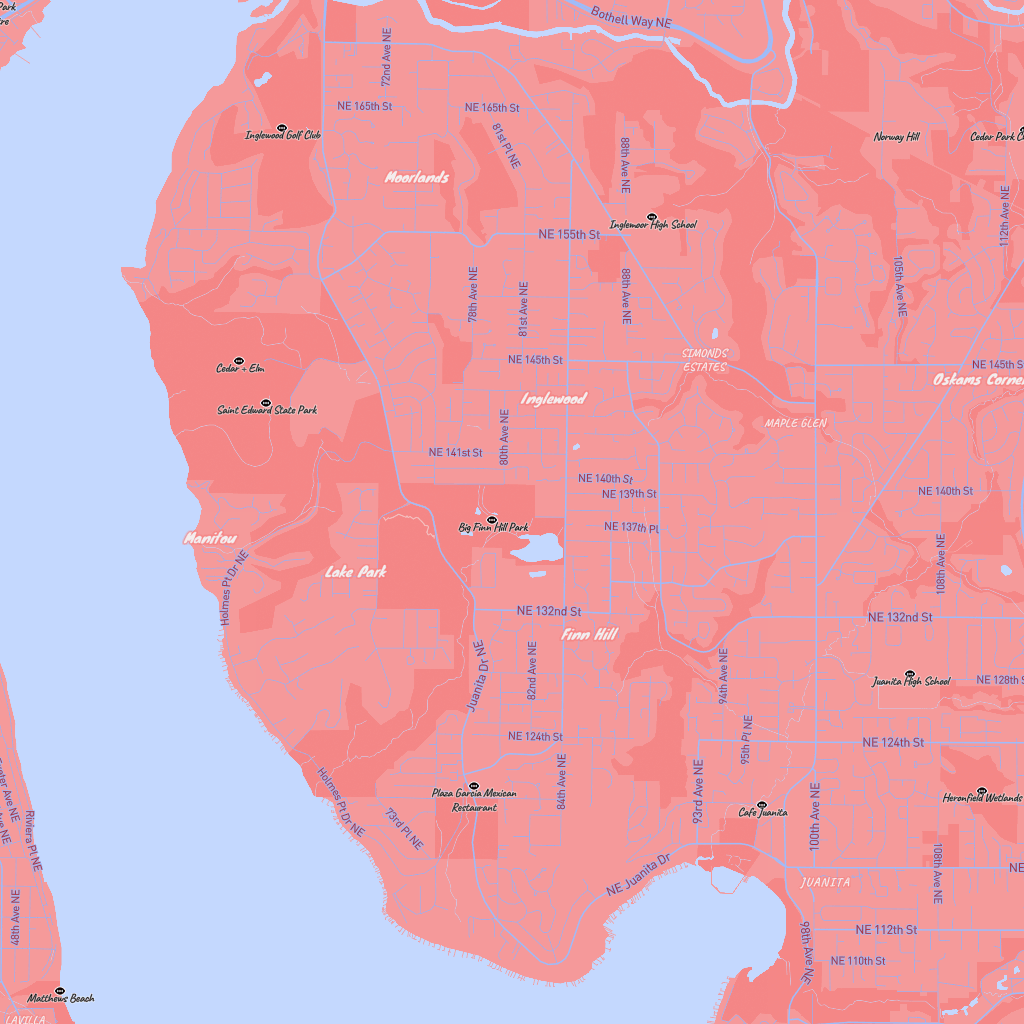 Park
tre
Bothell Way NE
72nd Ave NE
NE 165th St
NE 165th St
Inglewood Golf Club
81st Pl NE
88th Ave NE
Norway Hill
Cedar Park C
Moorlands
Inglemoor High School
112th Ave NE
NE 155th St
78th Ave NE
81st Ave NE
88th Ave NE
105th Ave NE
SIMONDS
ESTATES
NE 145th St
NE 145th St
Cedar + Elm
Oskams Corner
Inglewood
Saint Edward State Park
80th Ave NE
MAPLE GLEN
NE 141st St
NE 140th St
NE 139th St
NE 140th St
Big Finn Hill Park
NE 137th Pl
Manitou
108th Ave NE
Lake Park
Holmes Pt Dr NE
NE 132nd St
NE 132nd St
Finn Hill
Juanita Dr NE
82nd Ave NE
94th Ave NE
Juanita High School
NE 128th S
95th Pl NE
NE 124th St
NE 124th St
Holmes Pt Dr NE
Plaza Garcia Mexican
Restaurant
84th Ave NE
93rd Ave NE
Cafe Juanita
100th Ave NE
Heronfield Wetlands
73rd Pl NE
Exeter Ave NE
Ave NE
Riviera Pl NE
NE Juanita Dr
JUANITA
108th Ave NE
NE
48th Ave NE
98th Ave NE
NE 112th St
NE 110th St
Matthews Beach
LAVILLA